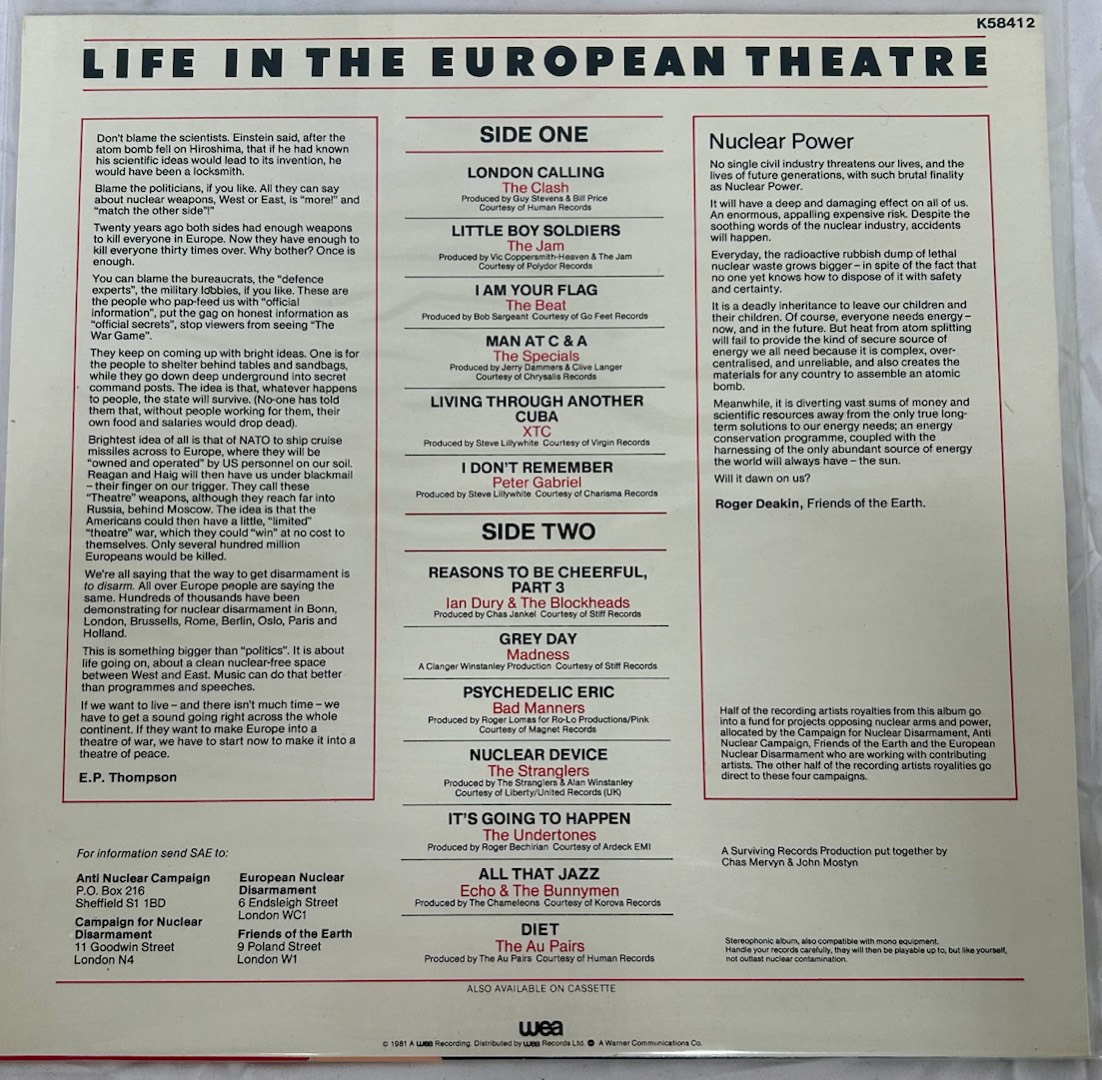 K58412
LIFE IN THE EUROPEAN THEATRE
Don't blame the scientists. Einstein said, after the
atom bomb fell on Hiroshima, that if he had known
his scientific ideas would lead to its invention, he
would have been a locksmith.
Blame the politicians, if you like. All they can say
about nuclear weapons, West or East, is "more!" and
"match the other side"!"
Twenty years ago both sides had enough weapons
to kill everyone in Europe. Now they have enough to
kill everyone thirty times over. Why bother? Once is
enough.
You can blame the bureaucrats, the "defence
experts", the military lobbies, if you like. These are
the people who pap-feed us with "official
information", put the gag on honest information as
"official secrets", stop viewers from seeing "The
War Game".
They keep on coming up with bright ideas. One is for
the people to shelter behind tables and sandbags,
while they go down deep underground into secret
command posts. The idea is that, whatever happens
to people, the state will survive. (No-one has told
them that, without people working for them, their
own food and salaries would drop dead).
Brightest idea of all is that of NATO to ship cruise
missiles across to Europe, where they will be
"owned and operated" by US personnel on our soil.
Reagan and Haig will then have us under blackmail
– their finger on our trigger. They call these
"Theatre" weapons, although they reach far into
Russia, behind Moscow. The idea is that the
Americans could then have a little, "limited"
"theatre" war, which they could "win" at no cost to
themselves. Only several hundred million
Europeans would be killed.
We're all saying that the way to get disarmament is
to disarm. All over Europe people are saying the
same. Hundreds of thousands have been
demonstrating for nuclear disarmament in Bonn,
London, Brussells, Rome, Berlin, Oslo, Paris and
Holland.
This is something bigger than "politics". It is about
life going on, about a clean nuclear-free space
between West and East. Music can do that better
than programmes and speeches.
If we want to live – and there isn't much time – we
have to get a sound going right across the whole
continent. If they want to make Europe into a
theatre of war, we have to start now to make it into a
theatre of peace.
E.P. Thompson
For information send SAE to:
Anti Nuclear Campaign
P.O. Box 216
Sheffield S1 1BD
Campaign for Nuclear
Disarmament
11 Goodwin Street
London N4
European Nuclear
Disarmament
6 Endsleigh Street
London WC1
Friends of the Earth
9 Poland Street
London W1
SIDE ONE
LONDON CALLING
The Clash
Produced by Guy Stevens & Bill Price
Courtesy of Human Records
LITTLE BOY SOLDIERS
The Jam
Produced by Vic Coppersmith-Heaven & The Jam
Courtesy of Polydor Records
I AM YOUR FLAG
The Beat
Produced by Bob Sargeant Courtesy of Go Feet Records
MAN AT C & A
The Specials
Produced by Jerry Dammers & Clive Langer
Courtesy of Chrysalis Records
LIVING THROUGH ANOTHER
CUBA
XTC
Produced by Steve Lillywhite Courtesy of Virgin Records
I DON'T REMEMBER
Peter Gabriel
Produced by Steve Lillywhite Courtesy of Charisma Records
SIDE TWO
REASONS TO BE CHEERFUL,
PART 3
Ian Dury & The Blockheads
Produced by Chas Jankel Courtesy of Stiff Records
GREY DAY
Madness
A Clanger Winstanley Production Courtesy of Stiff Records
PSYCHEDELIC ERIC
Bad Manners
Produced by Roger Lomas for Ro-Lo Productions/Pink
Courtesy of Magnet Records
NUCLEAR DEVICE
The Stranglers
Produced by The Stranglers & Alan Winstanley
Courtesy of Liberty/United Records (UK)
IT'S GOING TO HAPPEN
The Undertones
Produced by Roger Bechirian Courtesy of Ardeck EMI
ALL THAT JAZZ
Echo & The Bunnymen
Produced by The Chameleons Courtesy of Korova Records
DIET
The Au Pairs
Produced by The Au Pairs Courtesy of Human Records
Nuclear Power
No single civil industry threatens our lives, and the
lives of future generations, with such brutal finality
as Nuclear Power.
It will have a deep and damaging effect on all of us.
An enormous, appalling expensive risk. Despite the
soothing words of the nuclear industry, accidents
will happen.
Everyday, the radioactive rubbish dump of lethal
nuclear waste grows bigger – in spite of the fact that
no one yet knows how to dispose of it with safety
and certainty.
It is a deadly inheritance to leave our children and
their children. Of course, everyone needs energy –
now, and in the future. But heat from atom splitting
will fail to provide the kind of secure source of
energy we all need because it is complex, over-
centralised, and unreliable, and also creates the
materials for any country to assemble an atomic
bomb.
Meanwhile, it is diverting vast sums of money and
scientific resources away from the only true long-
term solutions to our energy needs; an energy
conservation programme, coupled with the
harnessing of the only abundant source of energy
the world will always have – the sun.
Will it dawn on us?
Roger Deakin, Friends of the Earth.
Half of the recording artists royalties from this album go
into a fund for projects opposing nuclear arms and power,
allocated by the Campaign for Nuclear Disarmament, Anti
Nuclear Campaign, Friends of the Earth and the European
Nuclear Disarmament who are working with contributing
artists. The other half of the recording artists royalities go
direct to these four campaigns.
A Surviving Records Production put together by
Chas Mervyn & John Mostyn
Stereophonic album, also compatible with mono equipment.
Handle your records carefully, they will then be playable up to, but like yourself,
not outlast nuclear contamination.
ALSO AVAILABLE ON CASSETTE
wea
© 1981 A wea Recording. Distributed by wea Records Ltd. A Warner Communications Co.